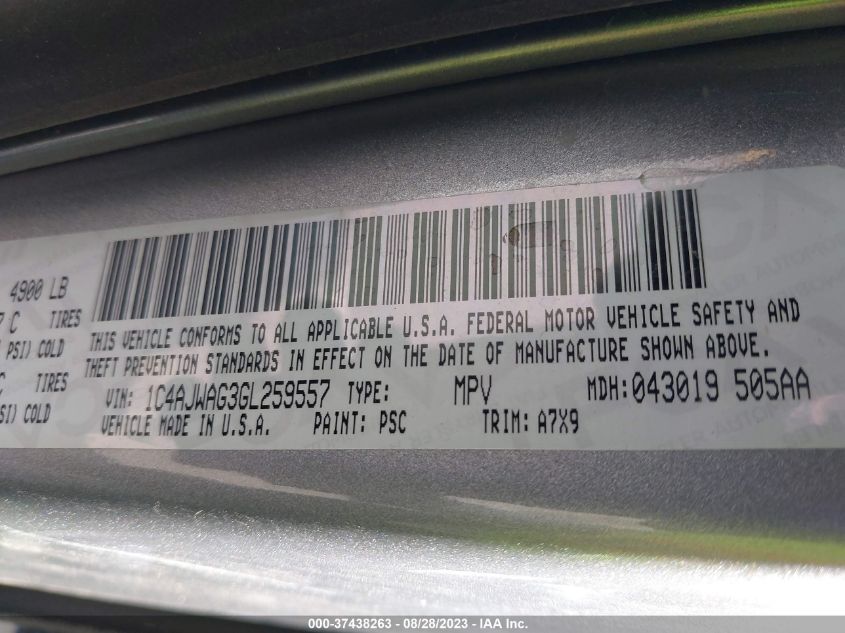 4900 LB
C TIRES
PSI) COLD
C TIRES
SI) COLD
THIS VEHICLE CONFORMS TO ALL APPLICABLE U.S.A. FEDERAL MOTOR VEHICLE SAFETY AND
THEFT PREVENTION STANDARDS IN EFFECT ON THE DATE OF MANUFACTURE SHOWN ABOVE.
VIN: 1C4AJWAG3GL259557 TYPE: MPV MDH: 043019 505AA
VEHICLE MADE IN U.S.A. PAINT: PSC TRIM: A7X9
000-37438263 - 08/28/2023 - IAA Inc.